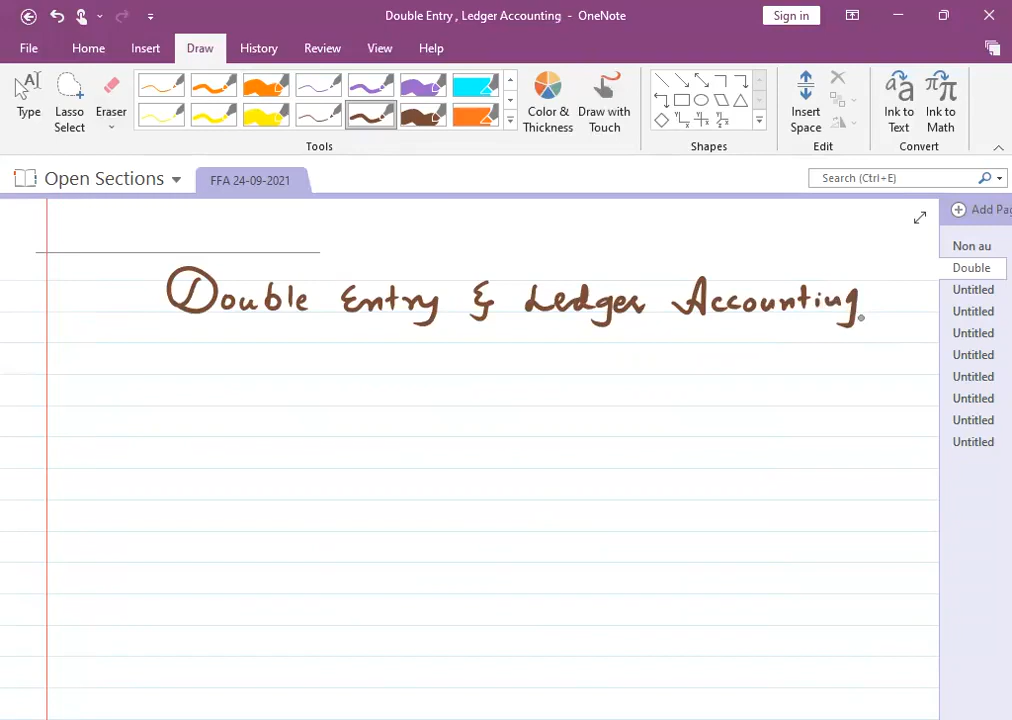 Double Entry , Ledger Accounting - OneNote
Sign in
File Home Insert Draw History Review View Help
Type
Lasso Select
Eraser
Color & Thickness
Draw with Touch
Insert Space
Ink to Text
Ink to Math
Tools
Shapes
Edit
Convert
Open Sections
FFA 24-09-2021
Search (Ctrl+E)
Add Pag
Non au
Double
Untitled
Untitled
Untitled
Untitled
Untitled
Untitled
Untitled
Untitled
Double Entry & Ledger Accounting